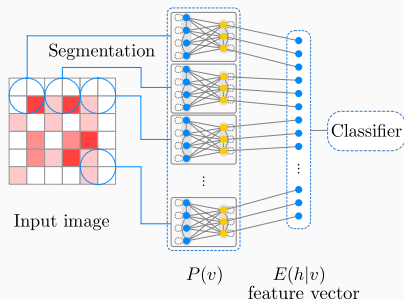 Segmentation
Classifier
Input image
P(v)
E(h|v)
feature vector